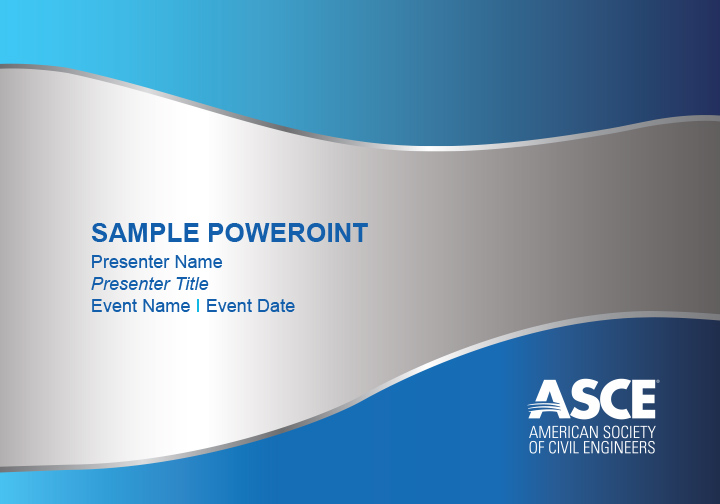 SAMPLE POWEROINT
Presenter Name
Presenter Title
Event Name | Event Date
ASCE®
AMERICAN SOCIETY
OF CIVIL ENGINEERS